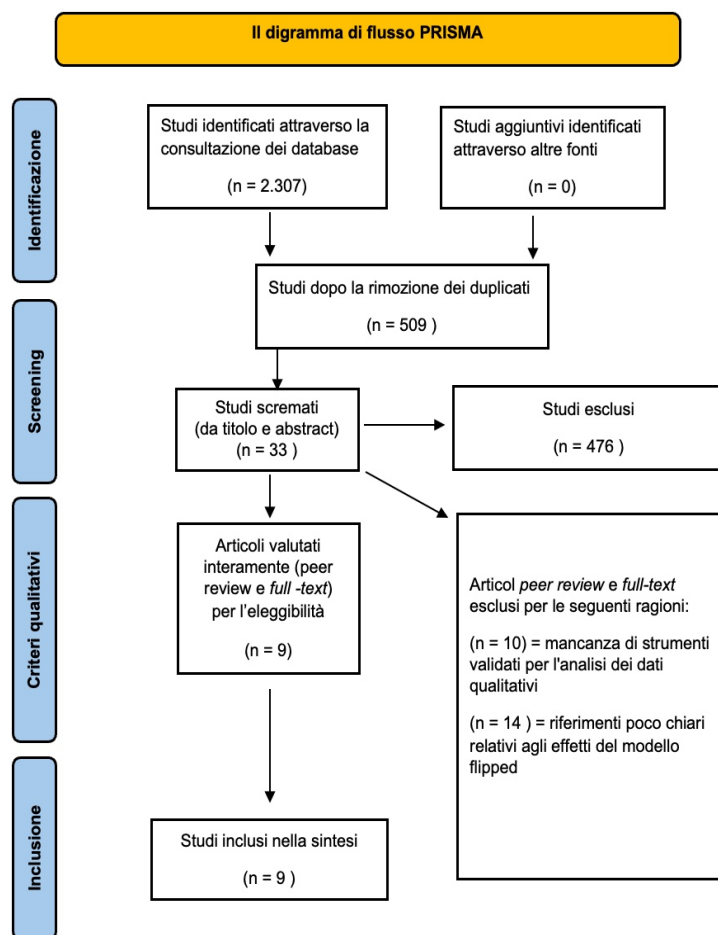 Il digramma di flusso PRISMA
Identificazione
Studi identificati attraverso la
consultazione dei database
(n = 2.307)
Studi aggiuntivi identificati
attraverso altre fonti
(n = 0)
Studi dopo la rimozione dei duplicati
(n = 509 )
Screening
Studi scremati
(da titolo e abstract)
(n = 33 )
Studi esclusi
(n = 476 )
Criteri qualitativi
Articoli valutati
interamente (peer
review e full -text)
per l'eleggibilità
(n = 9)
Articol peer review e full-text
esclusi per le seguenti ragioni:
(n = 10) = mancanza di strumenti
validati per l'analisi dei dati
qualitativi
(n = 14 ) = riferimenti poco chiari
relativi agli effetti del modello
flipped
Inclusione
Studi inclusi nella sintesi
(n = 9 )